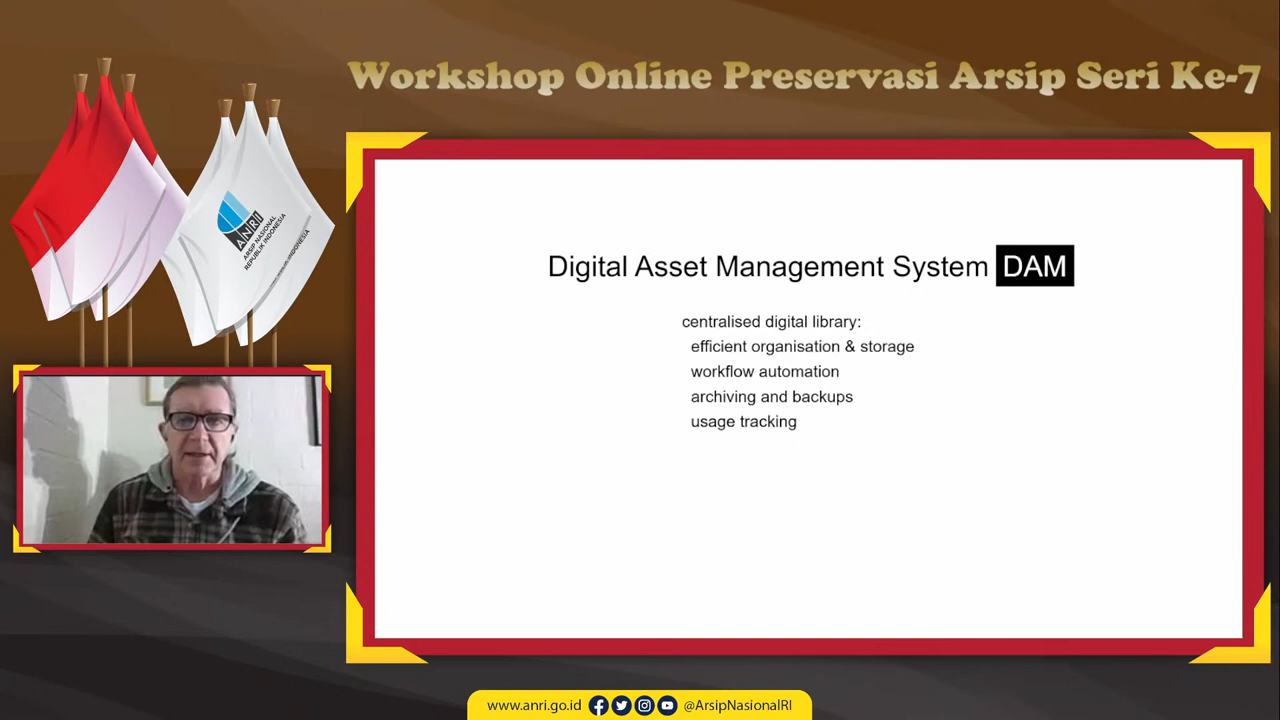 Workshop Online Preservasi Arsip Seri Ke-7
ANRI
ARSIP NASIONAL
REPUBLIK INDONESIA
Digital Asset Management System DAM
centralised digital library:
efficient organisation & storage
workflow automation
archiving and backups
usage tracking
www.anri.go.id
@ArsipNasionalRI